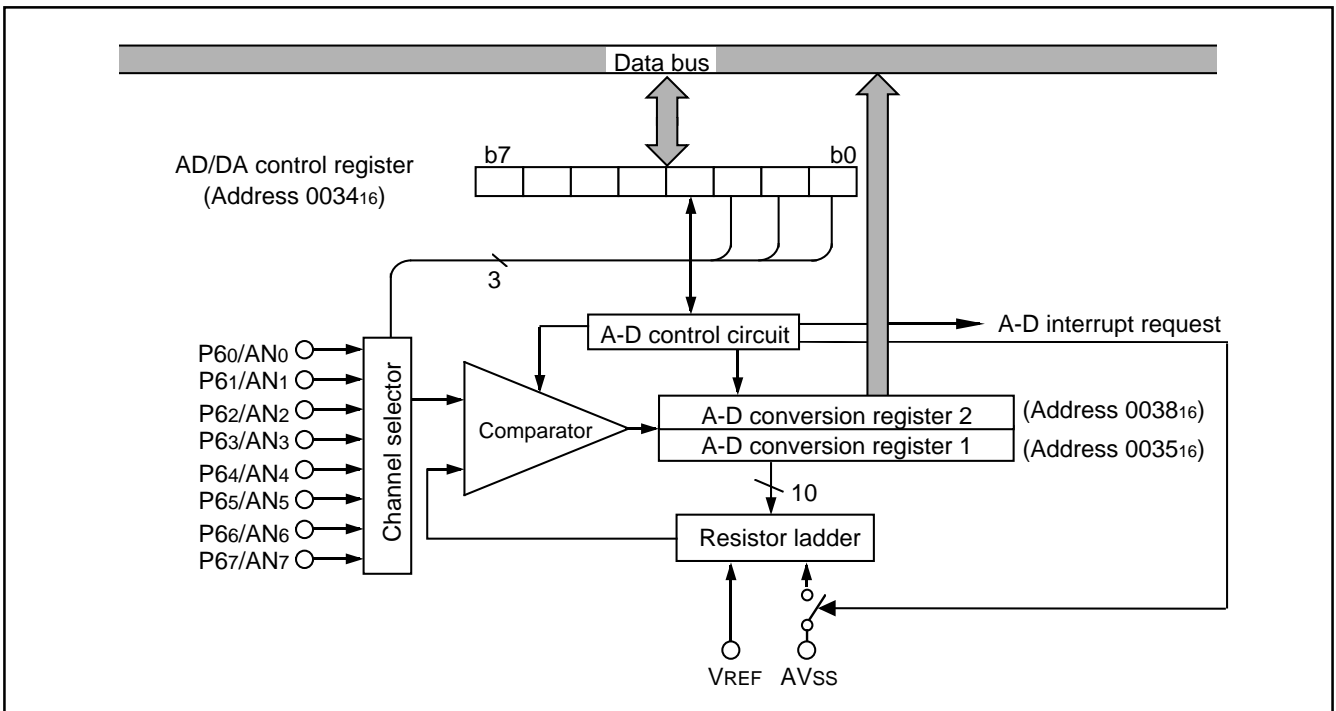 Data bus
b7 b0
AD/DA control register
(Address 003416)
3
A-D control circuit
A-D interrupt request
P60/AN0
P61/AN1
P62/AN2
P63/AN3
P64/AN4
P65/AN5
P66/AN6
P67/AN7
Channel selector
Comparator
A-D conversion register 2
(Address 003816)
A-D conversion register 1
(Address 003516)
10
Resistor ladder
VREF AVSS